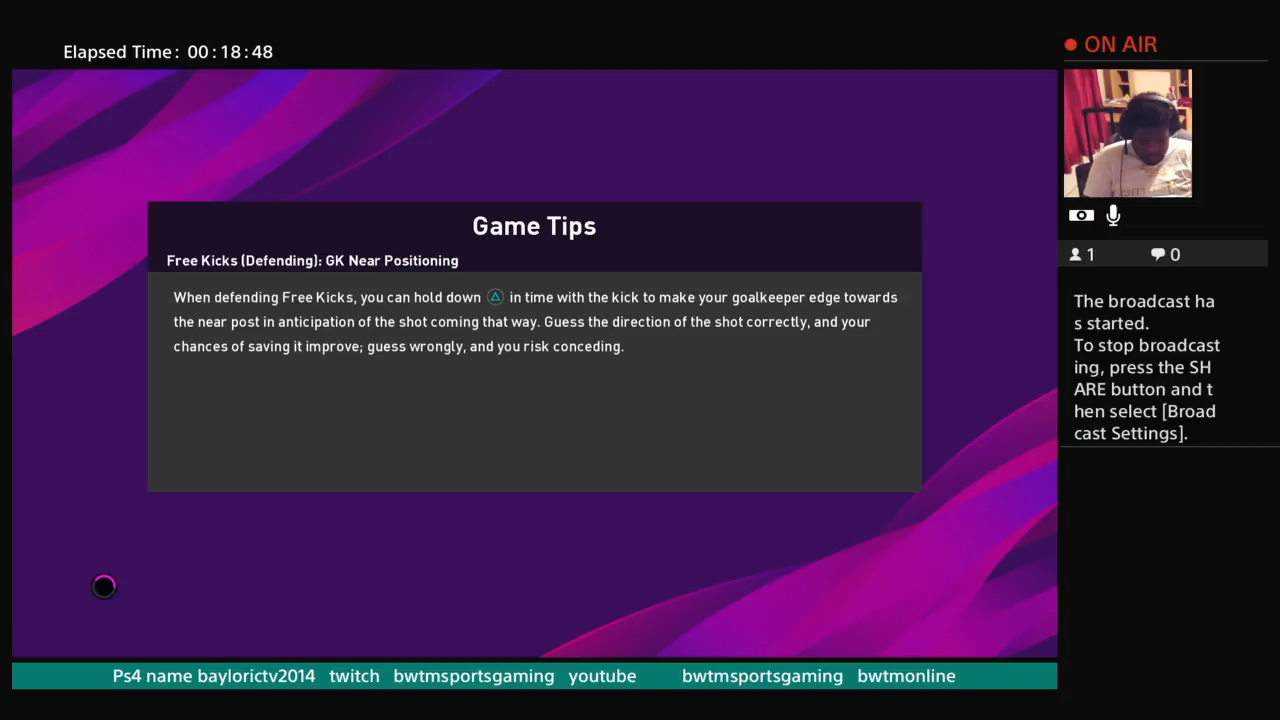 Elapsed Time: 00:18:48
ON AIR
Game Tips
Free Kicks (Defending): GK Near Positioning
When defending Free Kicks, you can hold down △ in time with the kick to make your goalkeeper edge towards
the near post in anticipation of the shot coming that way. Guess the direction of the shot correctly, and your
chances of saving it improve; guess wrongly, and you risk conceding.
1 0
The broadcast ha
s started.
To stop broadcast
ing, press the SH
ARE button and t
hen select [Broad
cast Settings].
Ps4 name baylorictv2014 twitch bwtmsportsgaming youtube bwtmsportsgaming bwtmonline